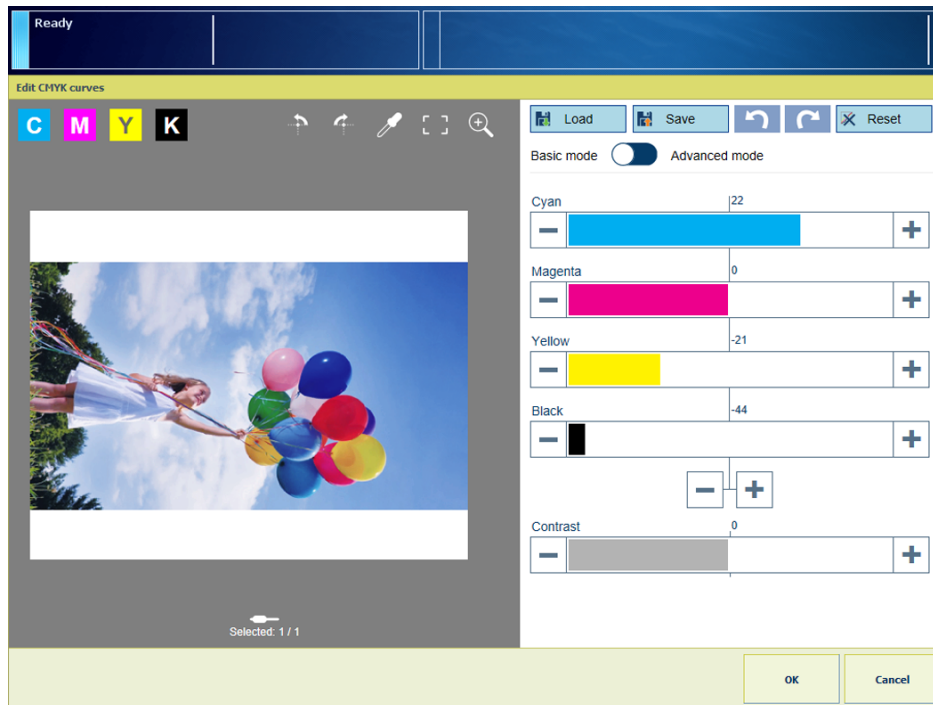 Ready
Edit CMYK curves
C M Y K
Load Save Reset
Basic mode Advanced mode
Cyan 22
Magenta 0
Yellow -21
Black -44
Contrast 0
Selected: 1 / 1
OK Cancel